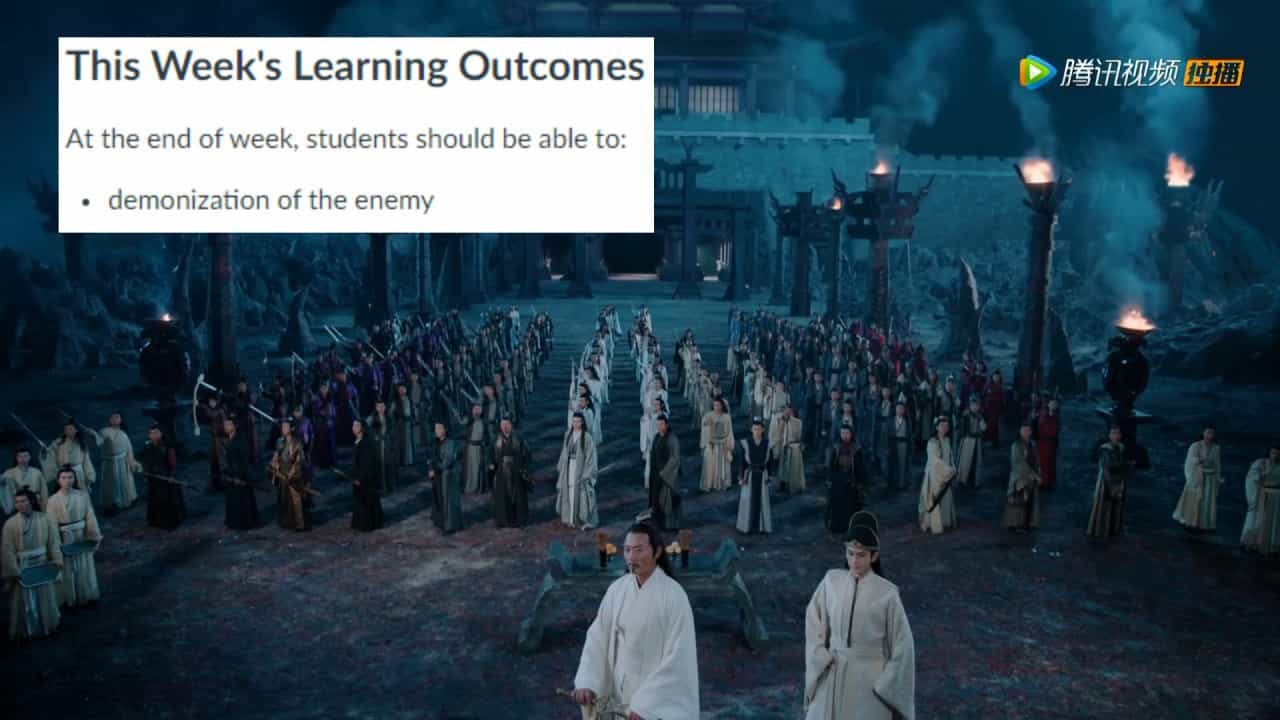 This Week's Learning Outcomes
At the end of week, students should be able to:
• demonization of the enemy
腾讯视频 独播